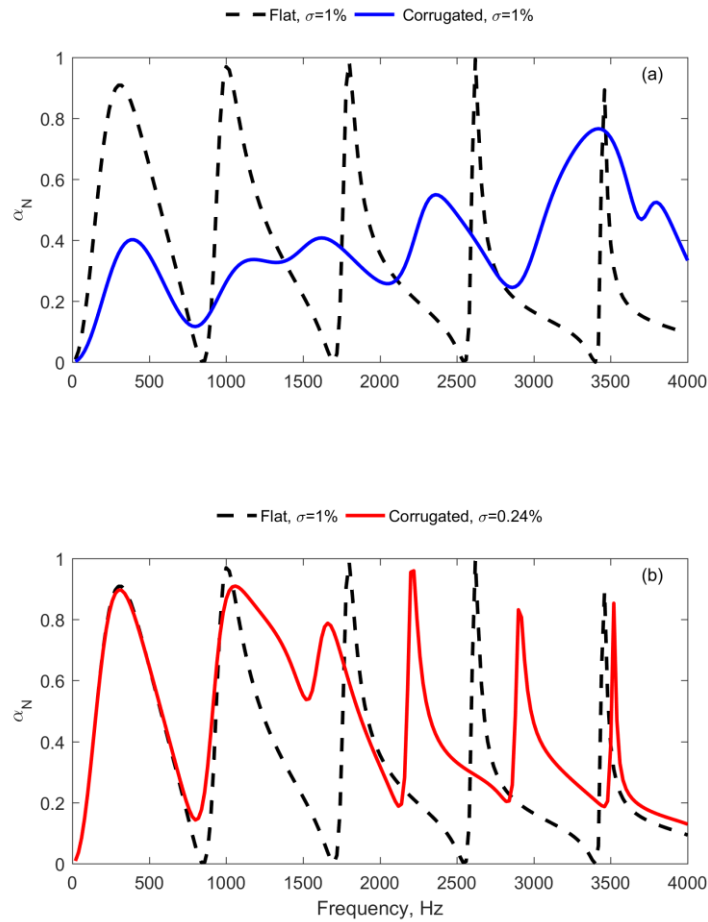 Flat, σ=1% Corrugated, σ=1%
(a)
1
0.8
0.6
0.4
0.2
0
α_N
0 500 1000 1500 2000 2500 3000 3500 4000
Flat, σ=1% Corrugated, σ=0.24%
(b)
1
0.8
0.6
0.4
0.2
0
α_N
0 500 1000 1500 2000 2500 3000 3500 4000
Frequency, Hz